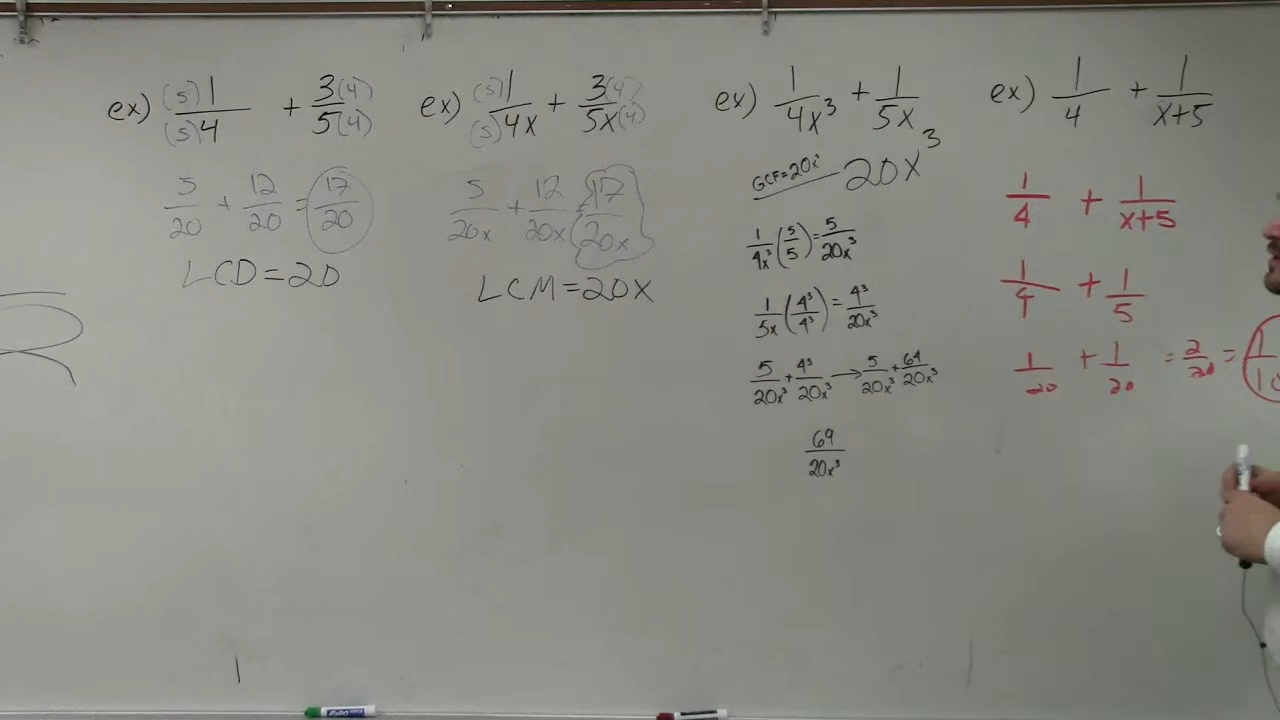 ex) (5)1/(5)4 + 3(4)/5(4)
5/20 + 12/20 = 17/20
LCD=20
ex) (5)1/(5)4x + 3(4)/5x(4)
5/20x + 12/20x = 17/20x
LCM=20x
ex) 1/4x³ + 1/5x
20x³
1/4x³ (5/5) = 5/20x³
1/5x (4³/4³) = 4³/20x³
5/20x³ + 4³/20x³ → 5/20x³ + 64/20x³
69/20x³
ex) 1/4 + 1/x+5
1/4 + 1/x+5
1/4 + 1/5
1/20 + 1/20 = 2/20 = 1/10